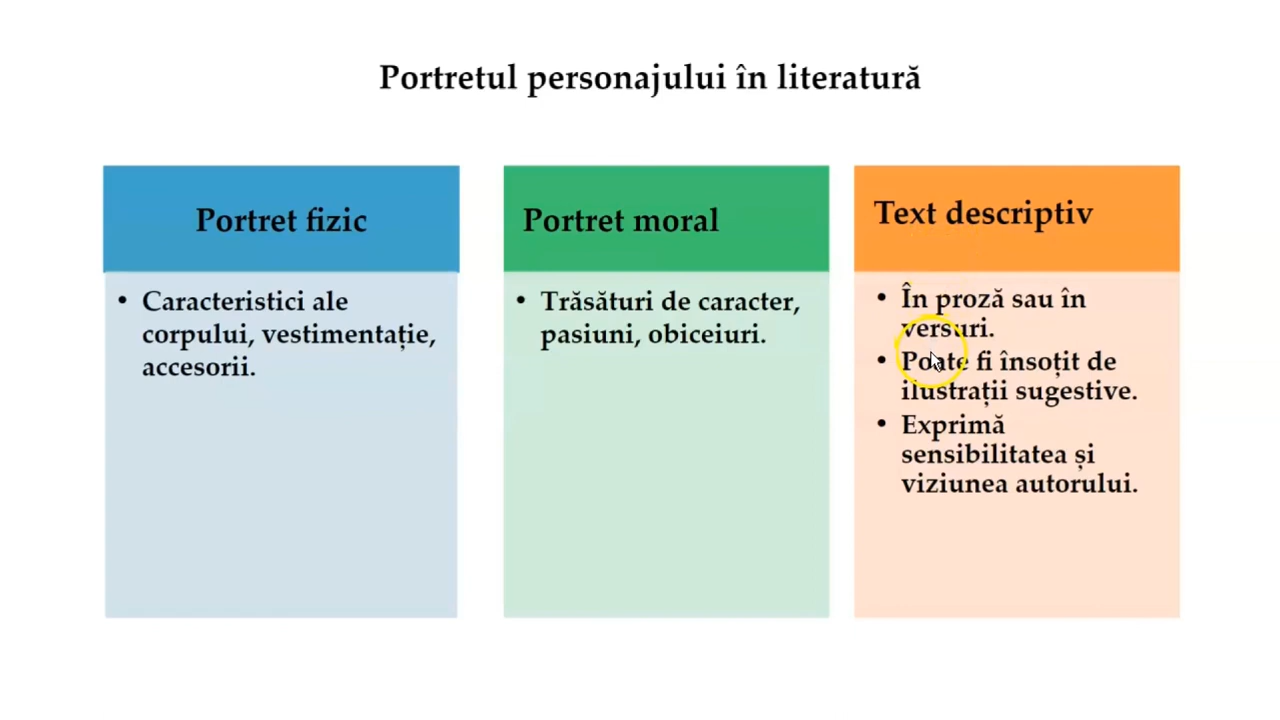 Portretul personajului în literatură
Portret fizic
• Caracteristici ale
corpului, vestimentație,
accesorii.
Portret moral
• Trăsături de caracter,
pasiuni, obiceiuri.
Text descriptiv
• În proză sau în
versuri.
• Poate fi însoțit de
ilustrații sugestive.
• Exprimă
sensibilitatea și
viziunea autorului.